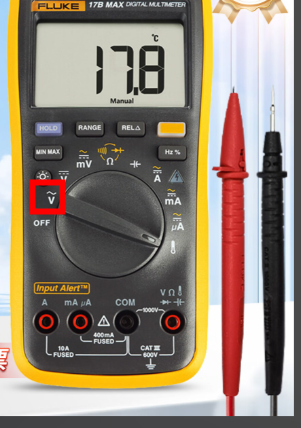 FLUKE 17B MAX DIGITAL MULTIMETER
17.8 °C
Manual
HOLD RANGE REL△
MIN MAX Hz %
mV Ω A
V mA
OFF μA
Input Alert™
A mA μA COM VΩ
1000V
400mA
FUSED
10A
FUSED
CAT III
600V
票